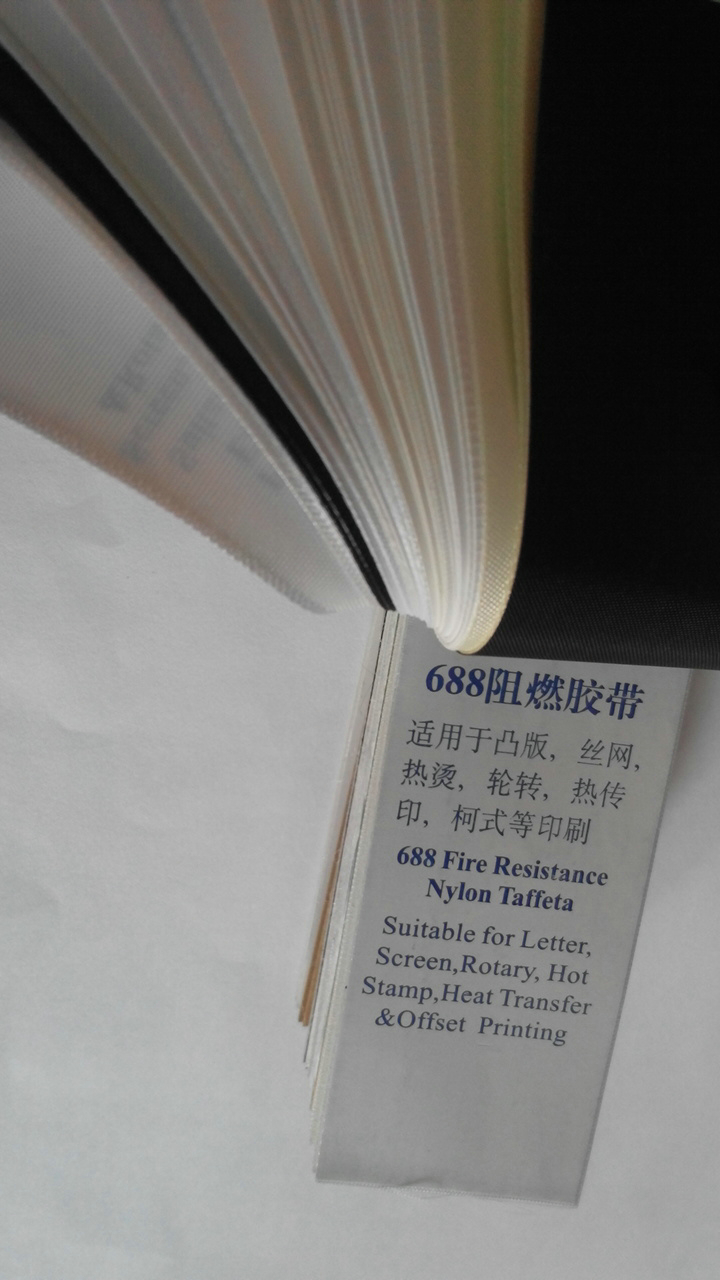 688阻燃胶带
适用于凸版，丝网，
热烫，轮转，热传
印，柯式等印刷
688 Fire Resistance
Nylon Taffeta
Suitable for Letter,
Screen,Rotary, Hot
Stamp,Heat Transfer
&Offset Printing